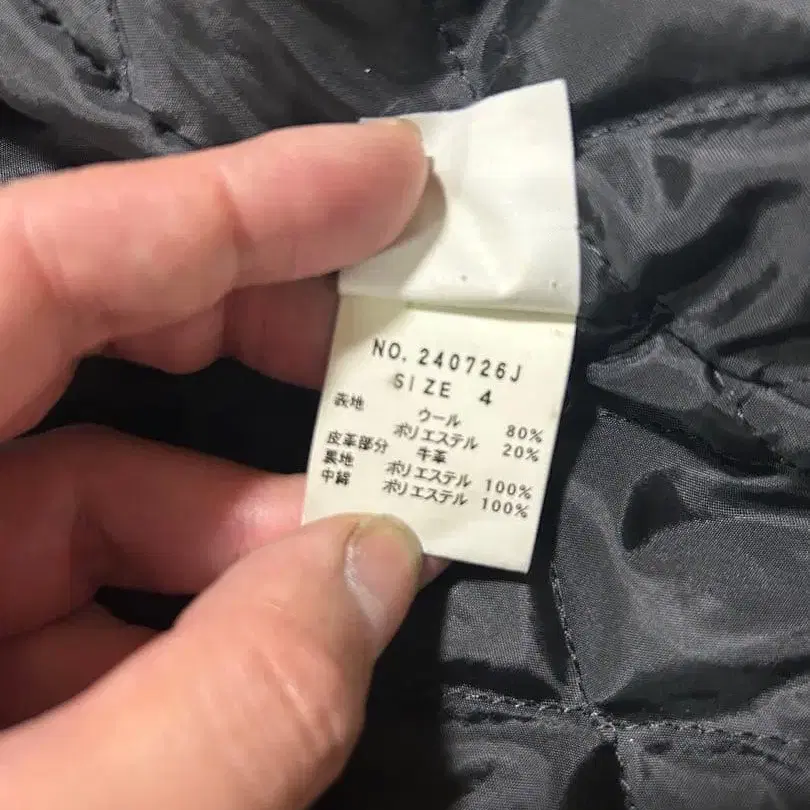 NO. 240726J
SIZE 4
表地 ウール 80%
ポリエステル 20%
皮革部分 牛革
裏地 ポリエステル 100%
中綿 ポリエステル 100%